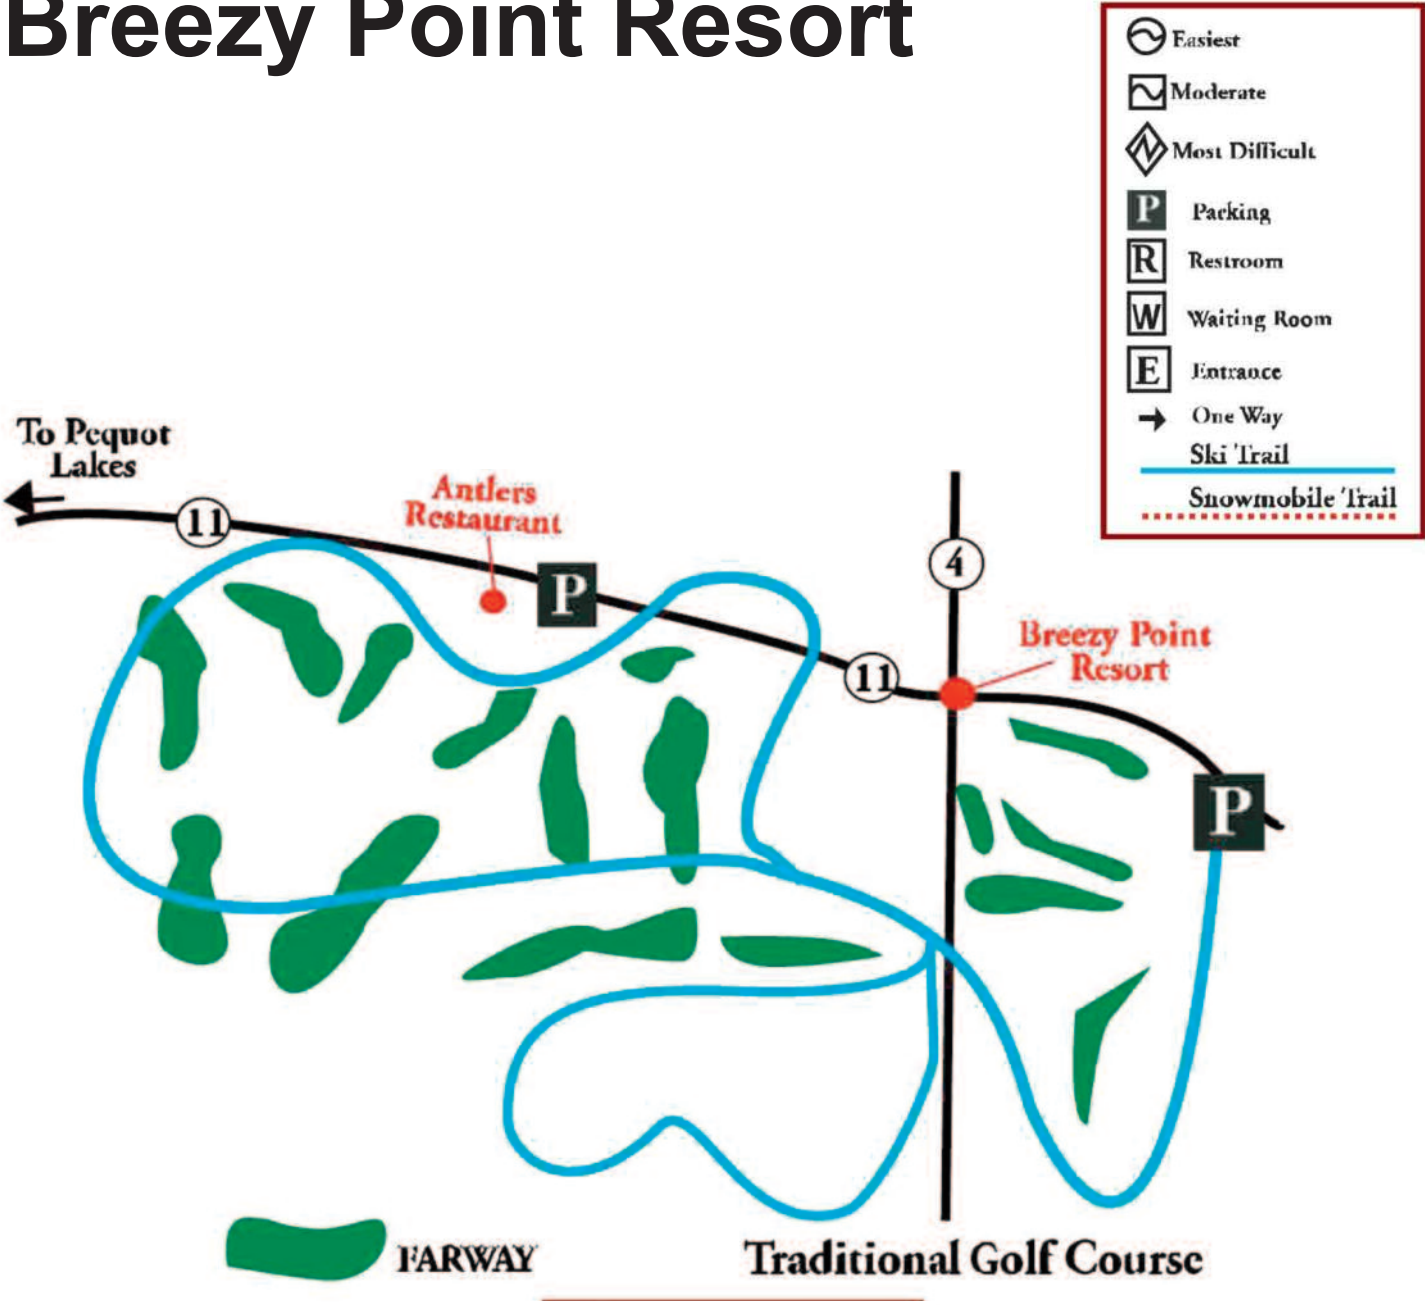 Breezy Point Resort
Easiest
Moderate
Most Difficult
P Parking
R Restroom
W Waiting Room
E Entrance
One Way
Ski Trail
Snowmobile Trail
To Pequot
Lakes
11
Antlers
Restaurant
P
4
Breezy Point
Resort
11
P
FARWAY
Traditional Golf Course